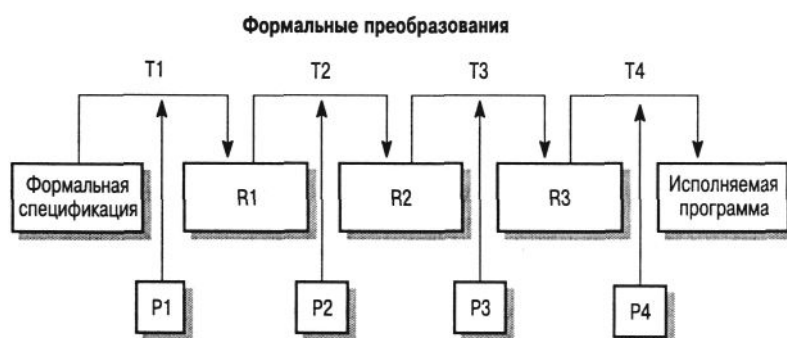 Формальные преобразования
T1
T2
T3
T4
Формальная
спецификация
R1
R2
R3
Исполняемая
программа
P1
P2
P3
P4